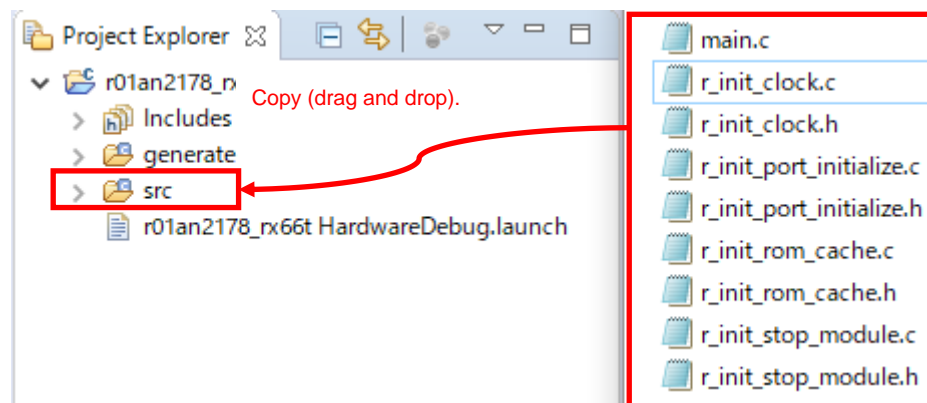 Project Explorer
r01an2178_r
Copy (drag and drop).
Includes
generate
src
r01an2178_rx66t HardwareDebug.launch
main.c
r_init_clock.c
r_init_clock.h
r_init_port_initialize.c
r_init_port_initialize.h
r_init_rom_cache.c
r_init_rom_cache.h
r_init_stop_module.c
r_init_stop_module.h